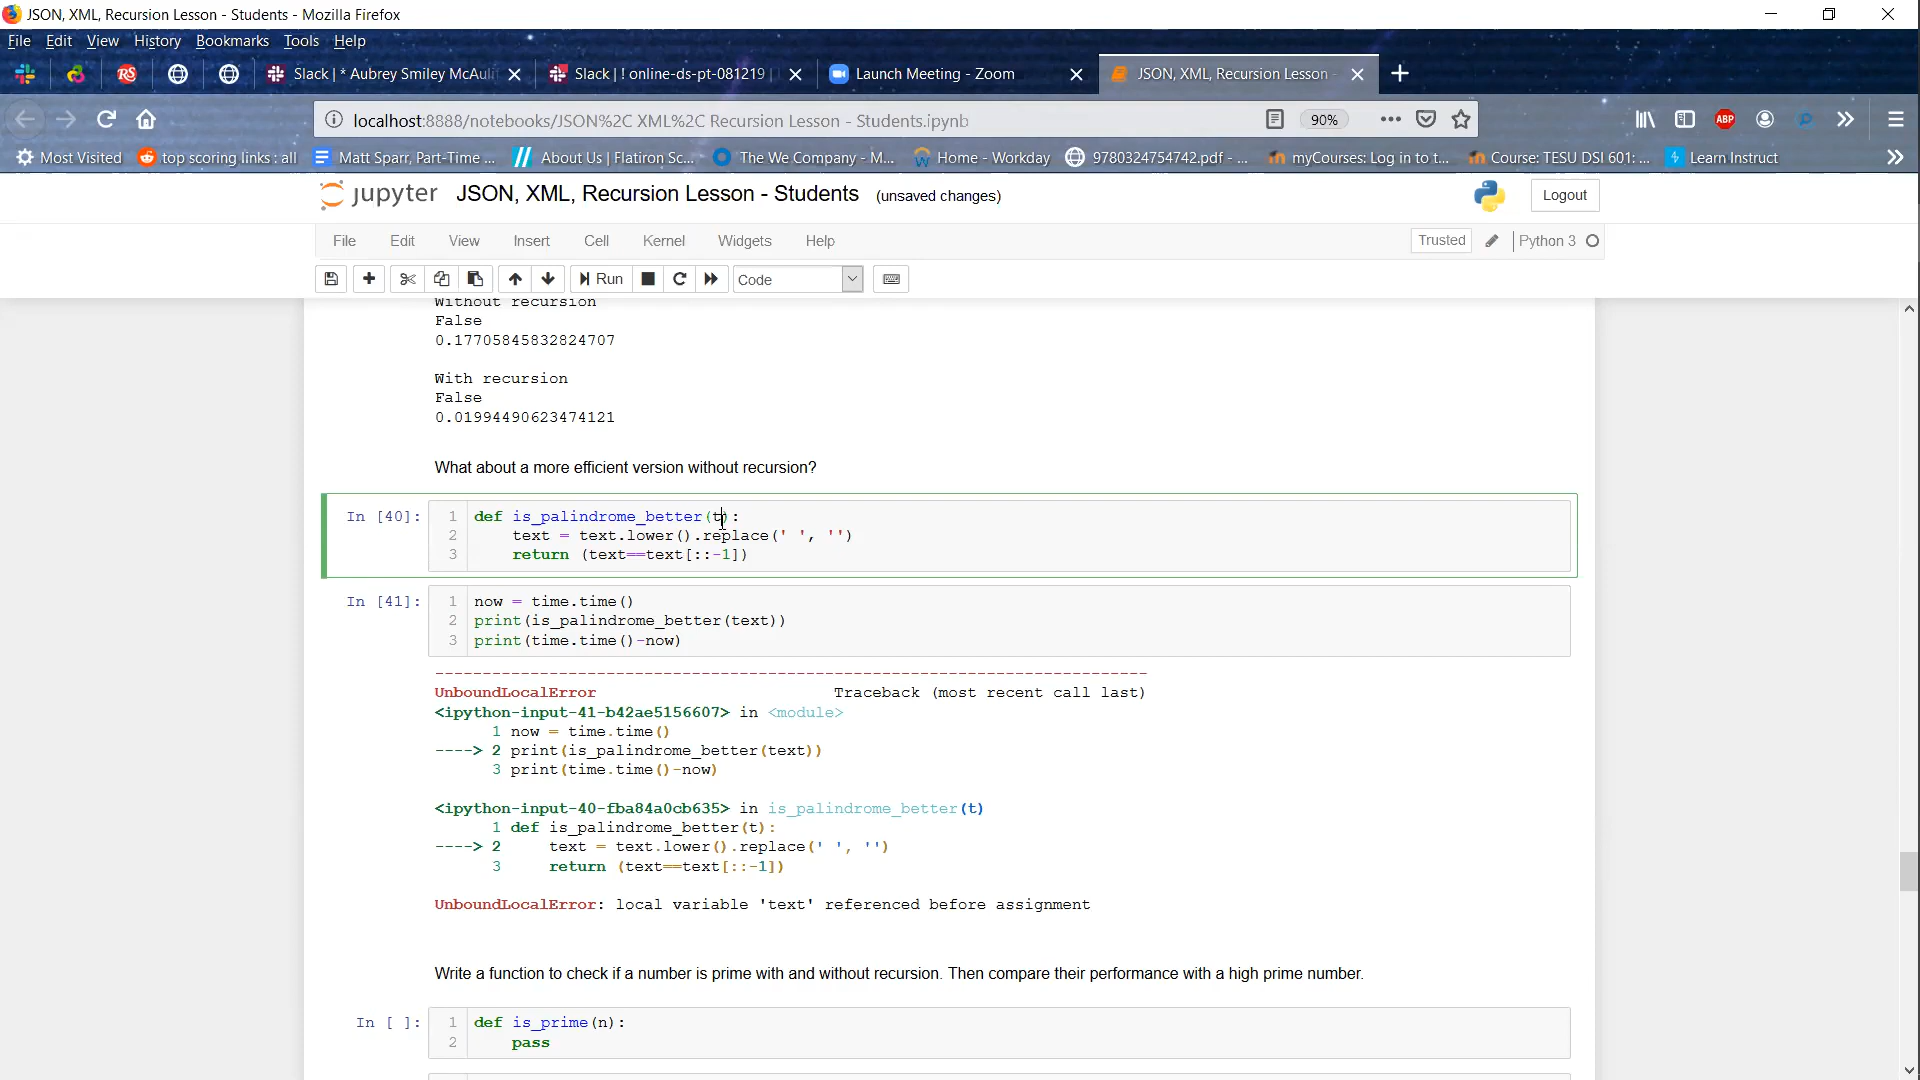 JSON, XML, Recursion Lesson - Students - Mozilla Firefox
File Edit View History Bookmarks Tools Help
RS Slack | * Aubrey Smiley McAuli Slack | ! online-ds-pt-081219 | Launch Meeting - Zoom JSON, XML, Recursion Lesson -
localhost:8888/notebooks/JSON%2C XML%2C Recursion Lesson - Students.ipynb 90% ABP
Most Visited top scoring links : all Matt Sparr, Part-Time ... About Us | Flatiron Sc... The We Company - M... Home - Workday 9780324754742.pdf - ... myCourses: Log in to t... Course: TESU DSI 601: ... Learn Instruct
jupyter JSON, XML, Recursion Lesson - Students (unsaved changes) Logout
File Edit View Insert Cell Kernel Widgets Help Trusted Python 3
Run Code
Without recursion
False
0.17705845832824707
With recursion
False
0.01994490623474121
What about a more efficient version without recursion?
In [40]: 1 def is_palindrome_better(t):
2 text = text.lower().replace(' ', '')
3 return (text==text[::-1])
In [41]: 1 now = time.time()
2 print(is_palindrome_better(text))
3 print(time.time()-now)
---------------------------------------------------------------------------
UnboundLocalError Traceback (most recent call last)
<ipython-input-41-b42ae5156607> in <module>
1 now = time.time()
----> 2 print(is_palindrome_better(text))
3 print(time.time()-now)
<ipython-input-40-fba84a0cb635> in is_palindrome_better(t)
1 def is_palindrome_better(t):
----> 2 text = text.lower().replace(' ', '')
3 return (text==text[::-1])
UnboundLocalError: local variable 'text' referenced before assignment
Write a function to check if a number is prime with and without recursion. Then compare their performance with a high prime number.
In [ ]: 1 def is_prime(n):
2 pass